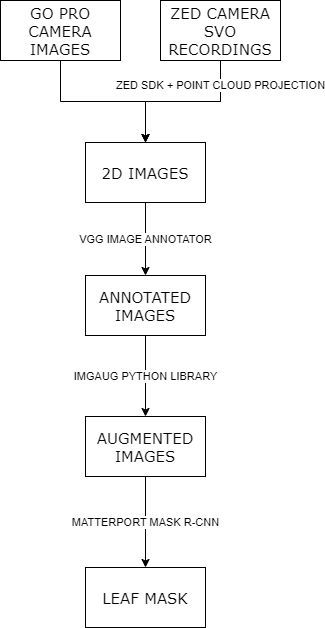 GO PRO
CAMERA
IMAGES
ZED CAMERA
SVO
RECORDINGS
ZED SDK + POINT CLOUD PROJECTION
2D IMAGES
VGG IMAGE ANNOTATOR
ANNOTATED
IMAGES
IMGAUG PYTHON LIBRARY
AUGMENTED
IMAGES
MATTERPORT MASK R-CNN
LEAF MASK